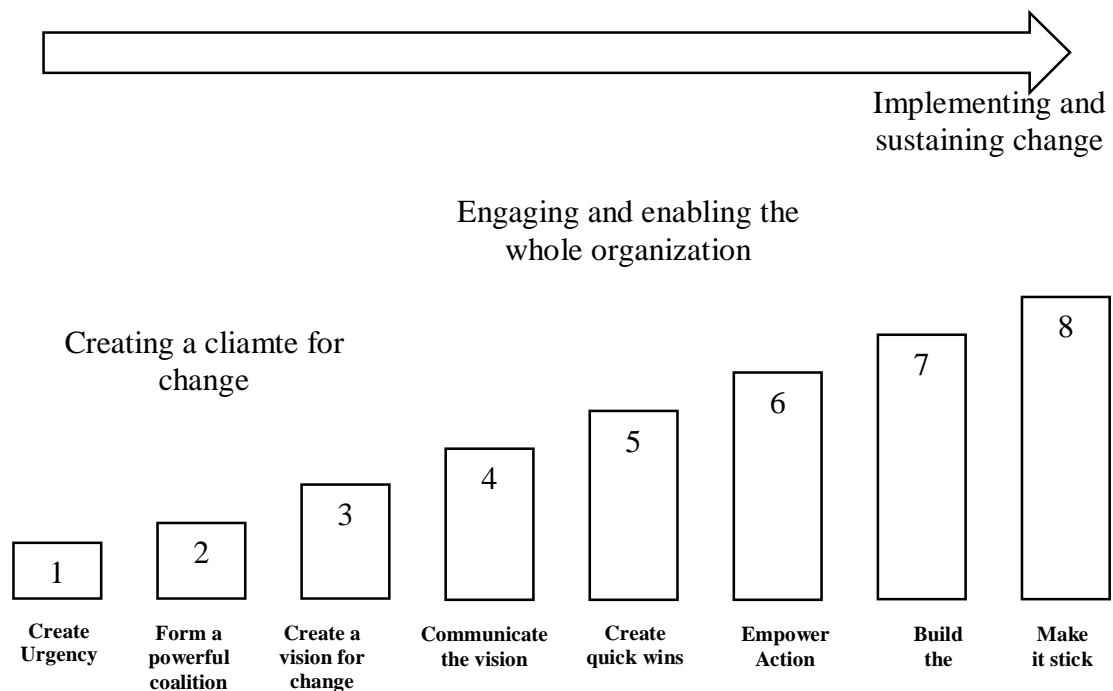 Implementing and
sustaining change
Engaging and enabling the
whole organization
Creating a cliamte for
change
1
2
3
4
5
6
7
8
Create
Urgency
Form a
powerful
coalition
Create a
vision for
change
Communicate
the vision
Create
quick wins
Empower
Action
Build
the
Make
it stick